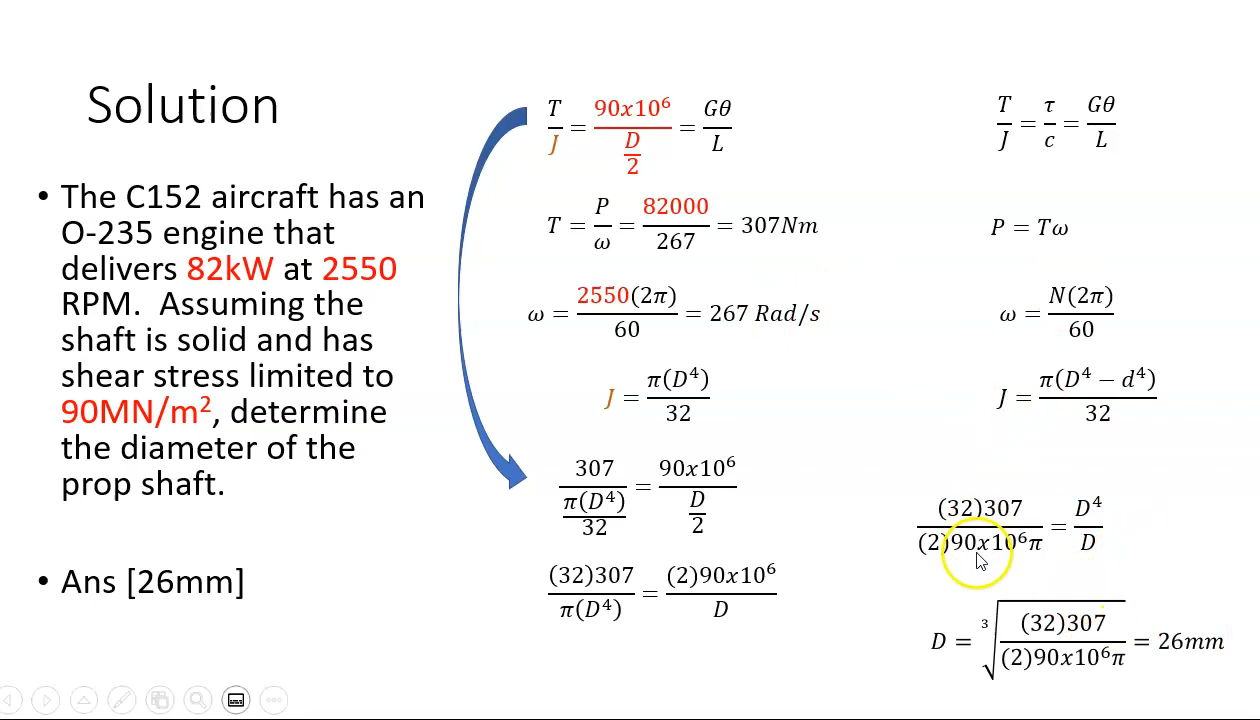 Solution
• The C152 aircraft has an
O-235 engine that
delivers 82kW at 2550
RPM. Assuming the
shaft is solid and has
shear stress limited to
90MN/m², determine
the diameter of the
prop shaft.
• Ans [26mm]
T/J = 90x10⁶/(D/2) = Gθ/L
T = P/ω = 82000/267 = 307Nm
ω = 2550(2π)/60 = 267 Rad/s
J = π(D⁴)/32
307/(π(D⁴)/32) = 90x10⁶/(D/2)
(32)307/π(D⁴) = (2)90x10⁶/D
T/J = τ/c = Gθ/L
P = Tω
ω = N(2π)/60
J = π(D⁴ − d⁴)/32
(32)307/(2)90x10⁶π = D⁴/D
D = ∛((32)307/(2)90x10⁶π) = 26mm